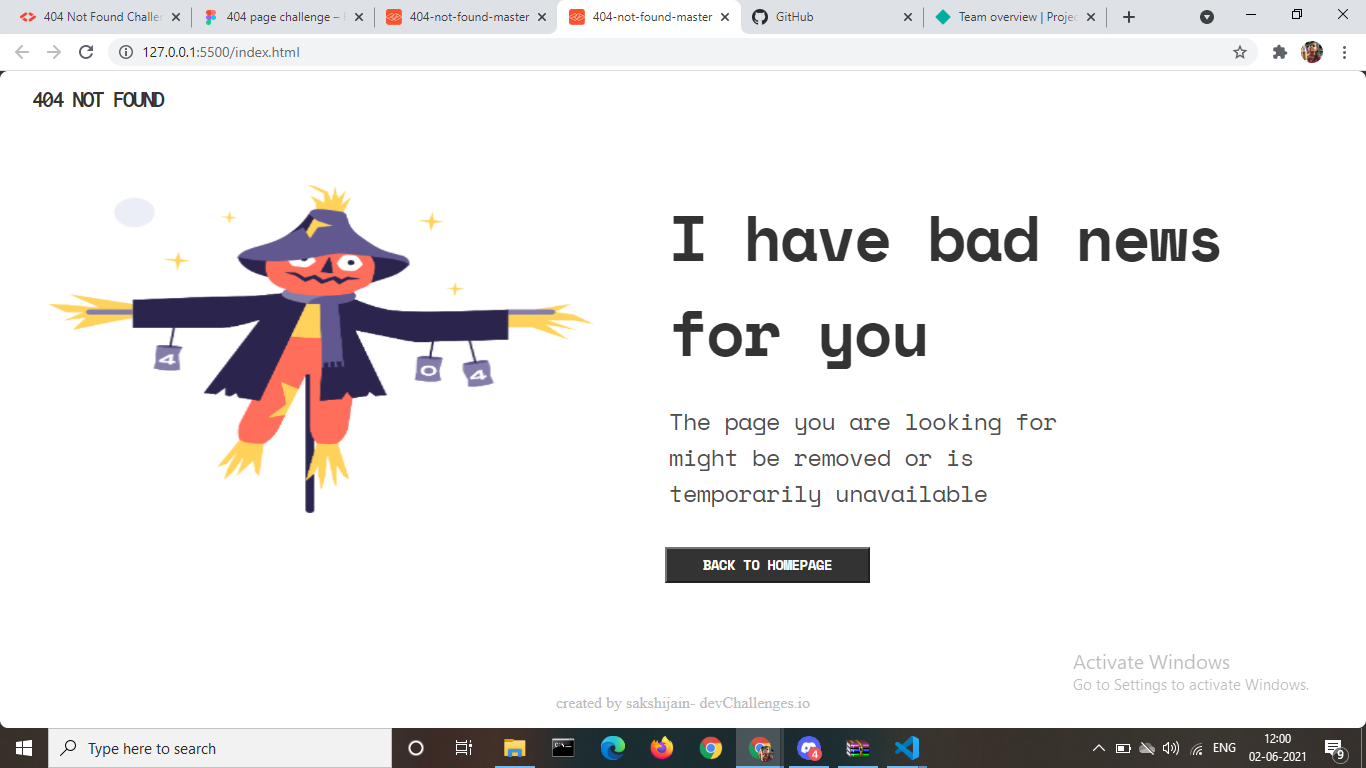 404 Not Found Challe
404 page challenge –
404-not-found-master
404-not-found-master
GitHub
Team overview | Projec
127.0.0.1:5500/index.html
404 NOT FOUND
I have bad news
for you
4
0
4
The page you are looking for
might be removed or is
temporarily unavailable
BACK TO HOMEPAGE
Activate Windows
Go to Settings to activate Windows.
created by sakshijain- devChallenges.io
Type here to search
4
ENG
12:00
02-06-2021
9